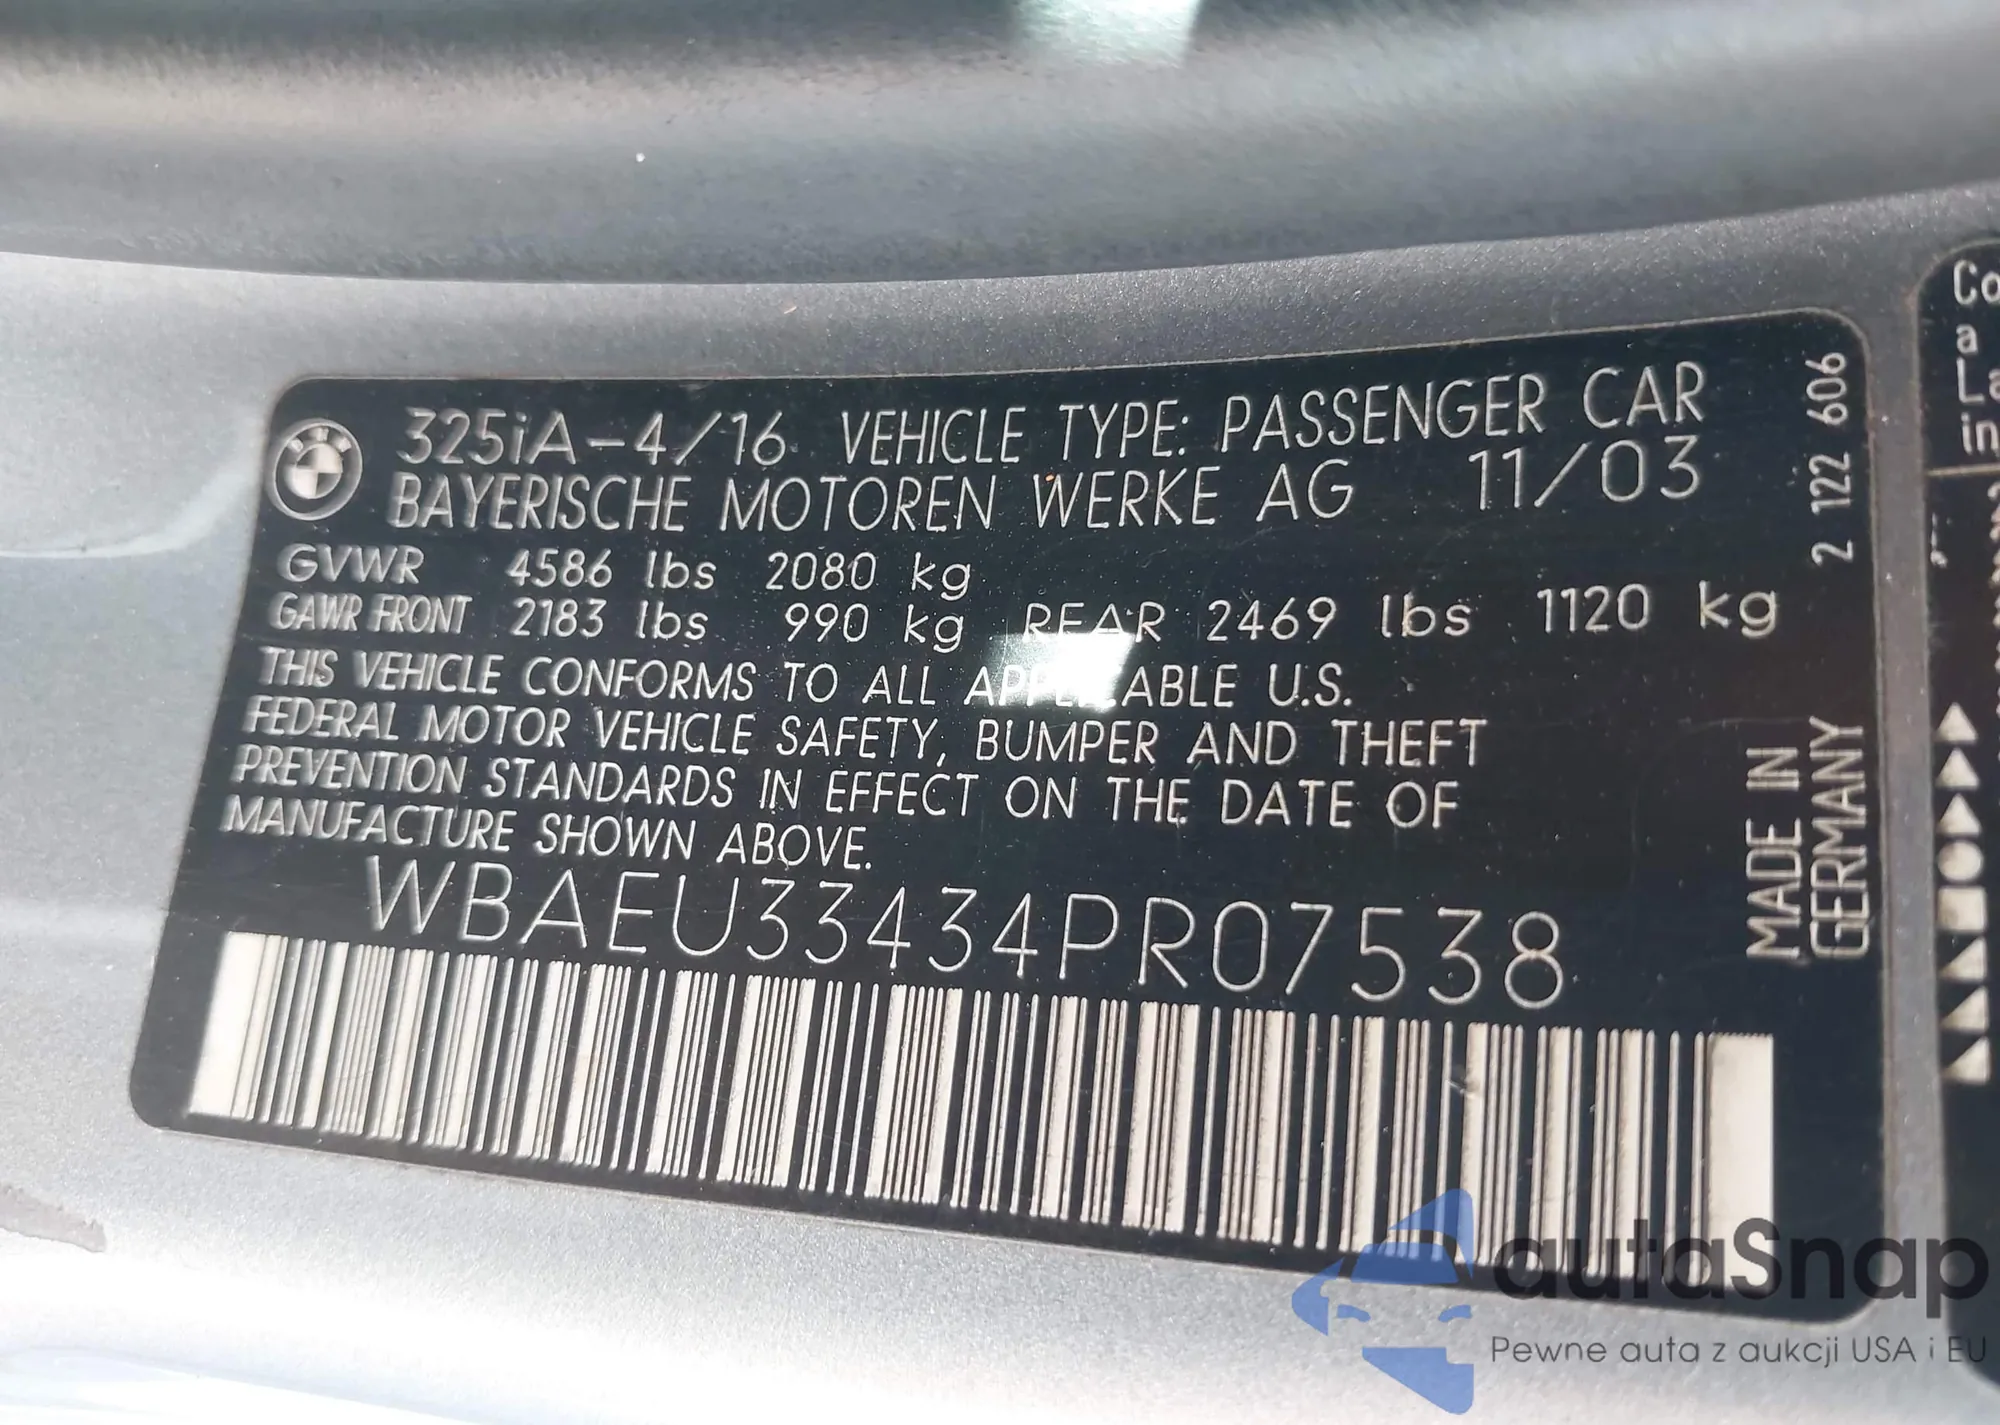 325iA-4/16 VEHICLE TYPE: PASSENGER CAR
BAYERISCHE MOTOREN WERKE AG 11/03
GVWR 4586 lbs 2080 kg
GAWR FRONT 2183 lbs 990 kg REAR 2469 lbs 1120 kg
THIS VEHICLE CONFORMS TO ALL APPLICABLE U.S.
FEDERAL MOTOR VEHICLE SAFETY, BUMPER AND THEFT
PREVENTION STANDARDS IN EFFECT ON THE DATE OF
MANUFACTURE SHOWN ABOVE.
WBAEU33434PR07538
2 122 606
MADE IN
GERMANY
Co
a
La
in
autaSnap
Pewne auta z aukcji USA i EU